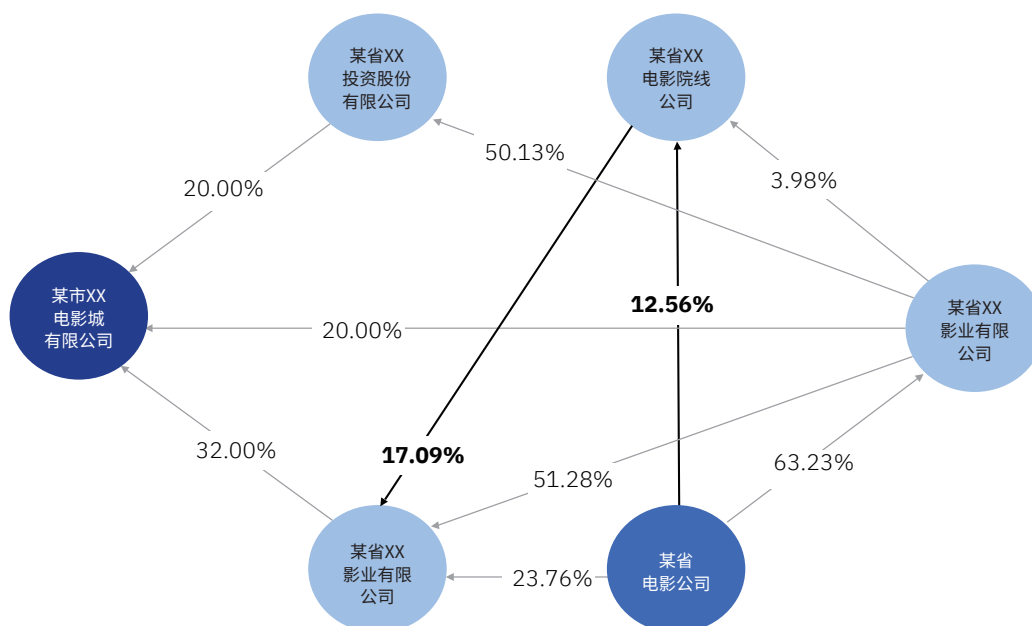 某省XX
投资股份
有限公司
某省XX
电影院线
公司
50.13%
3.98%
20.00%
某市XX
电影城
有限公司
12.56%
某省XX
影业有限
公司
20.00%
32.00%
17.09%
51.28%
63.23%
某省XX
影业有限
公司
23.76%
某省
电影公司